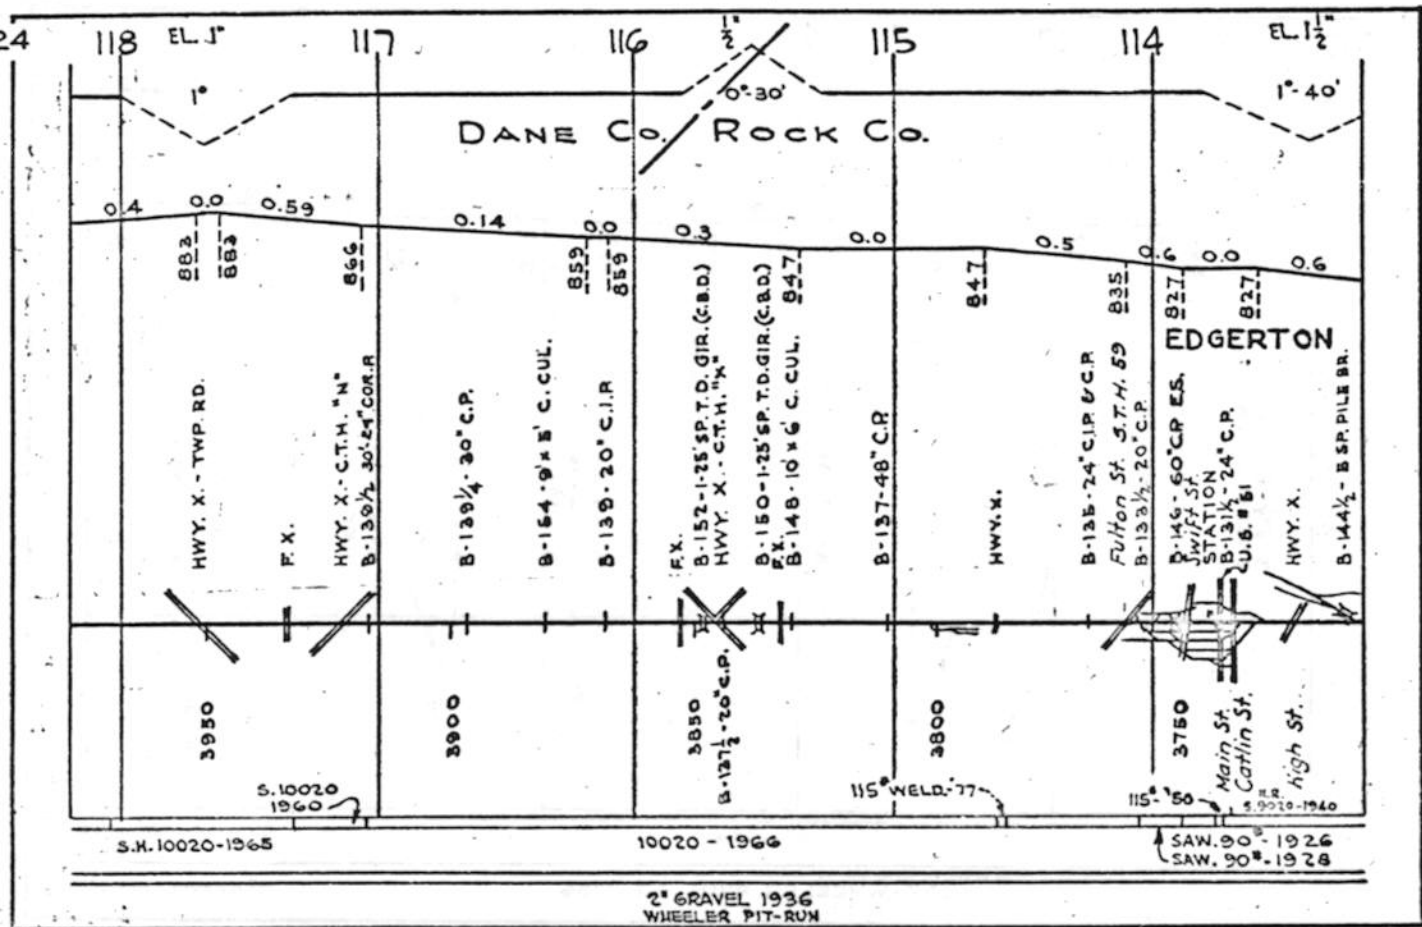 24 118 EL. 1" 117 116 ½" 115 114 EL. 1½"
1° 0°-30' 1°-40'
DANE CO. ROCK CO.
0.4 0.0 0.59 0.14 0.0 0.3 0.0 0.5 0.6 0.0 0.6
883 883 866 859 859 847 847 835 827 827
EDGERTON
HWY. X. - TWP. RD.
F. X.
HWY. X. - C.T.H. "N"
B-139½ 30'-24" COR.P.
B-139¼ - 30" C.P.
B-154 - 9'x5' C. CUL.
B-139 - 20" C.I.P.
F.X.
B-152-1-25' SP. T.D. GIR. (C.B.D.)
HWY. X. - C.T.H. "X"
B-150-1-25' SP. T.D. GIR. (C.B.D.)
F.X.
B-148 - 10'x6' C. CUL.
B-137-48" C.P.
HWY. X.
B-135-24" C.I.P. & C.P.
Fulton St. S.T.H. 59
B-133½-20" C.P.
B-146-60" C.P. E.S.
Swift St.
STATION
B-131½-24" C.P.
U.S. #51
HWY. X.
B-144½-5 SP. PILE BR.
3950
3900
3850
B-137½-20" C.P.
3800
3750
Main St.
Catlin St.
High St.
S. 10020
1960
115# WELD.-'77
115#-'50
R.R.
S. 9020-1940
S.H. 10020-1965
10020 - 1966
SAW. 90#-1926
SAW. 90#-1928
2" GRAVEL 1936
WHEELER PIT-RUN